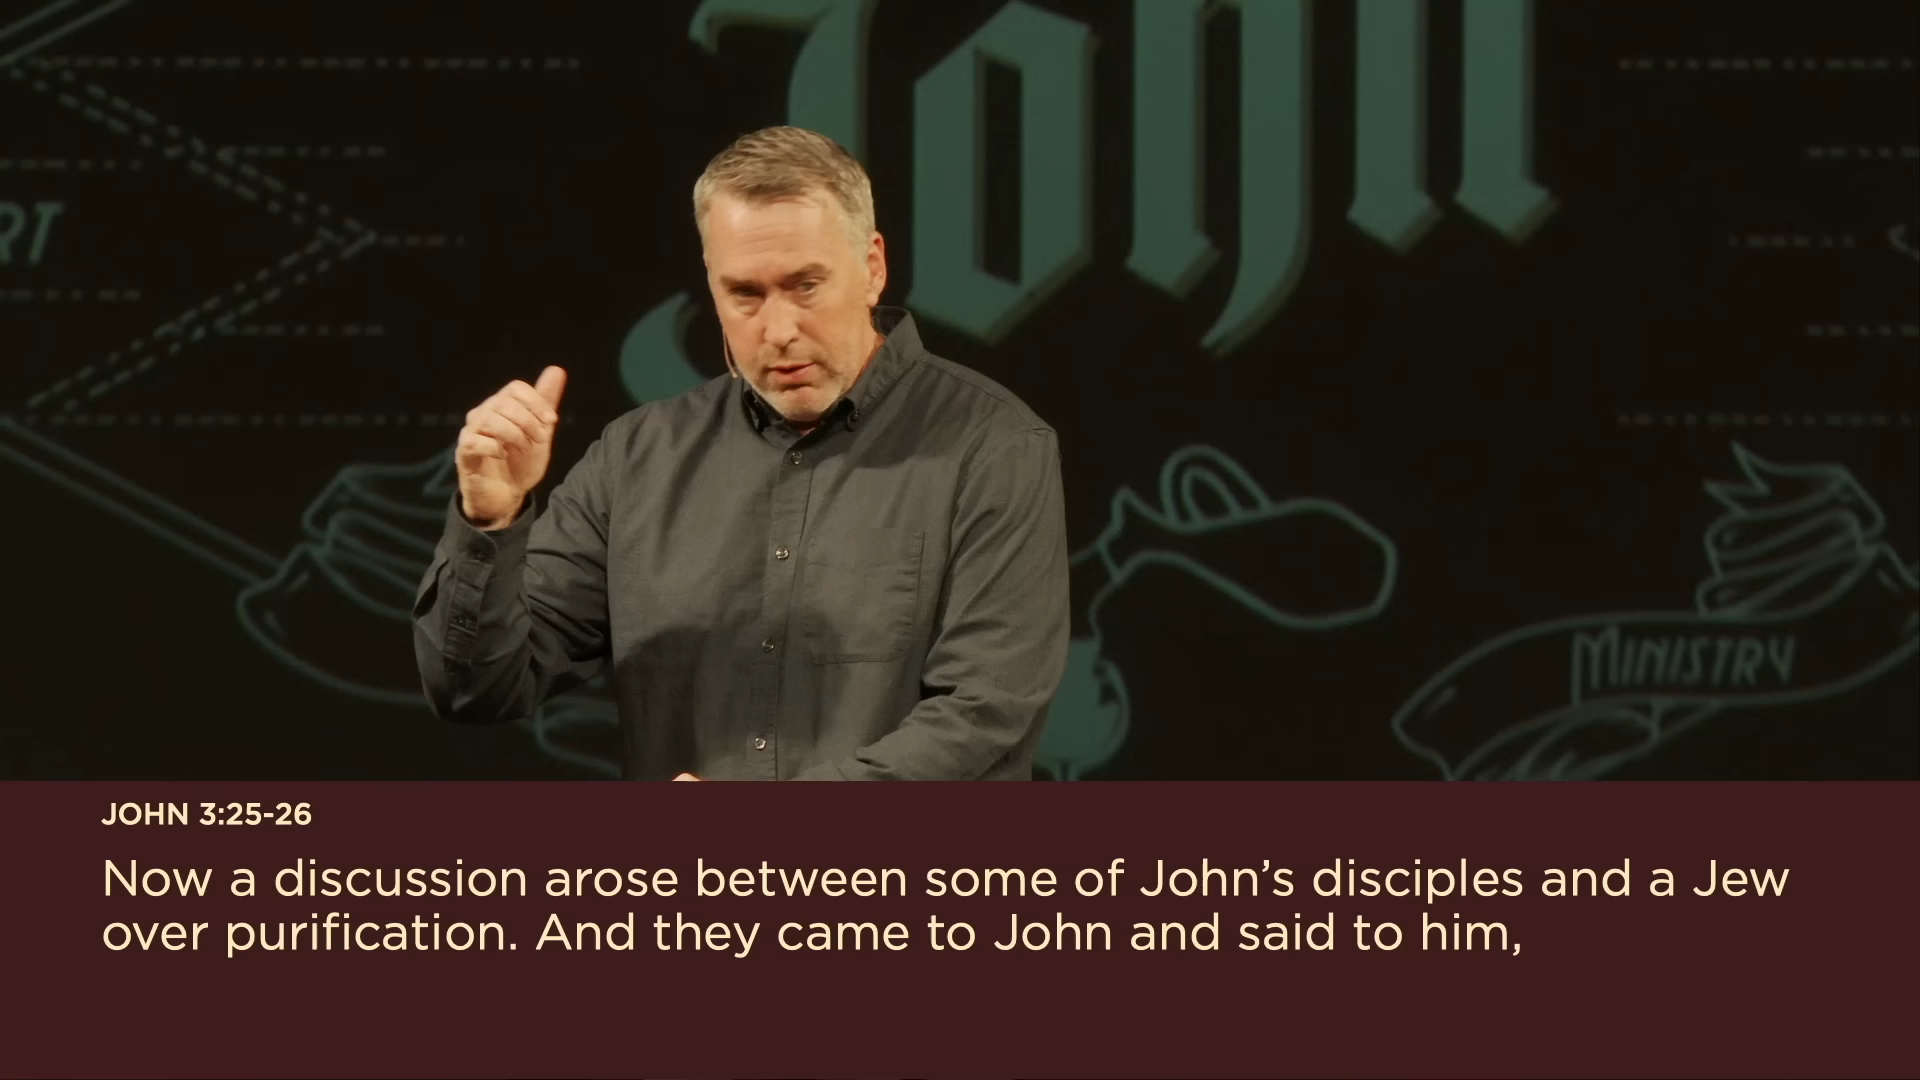 John
RT
MINISTRY
JOHN 3:25-26
Now a discussion arose between some of John’s disciples and a Jew
over purification. And they came to John and said to him,